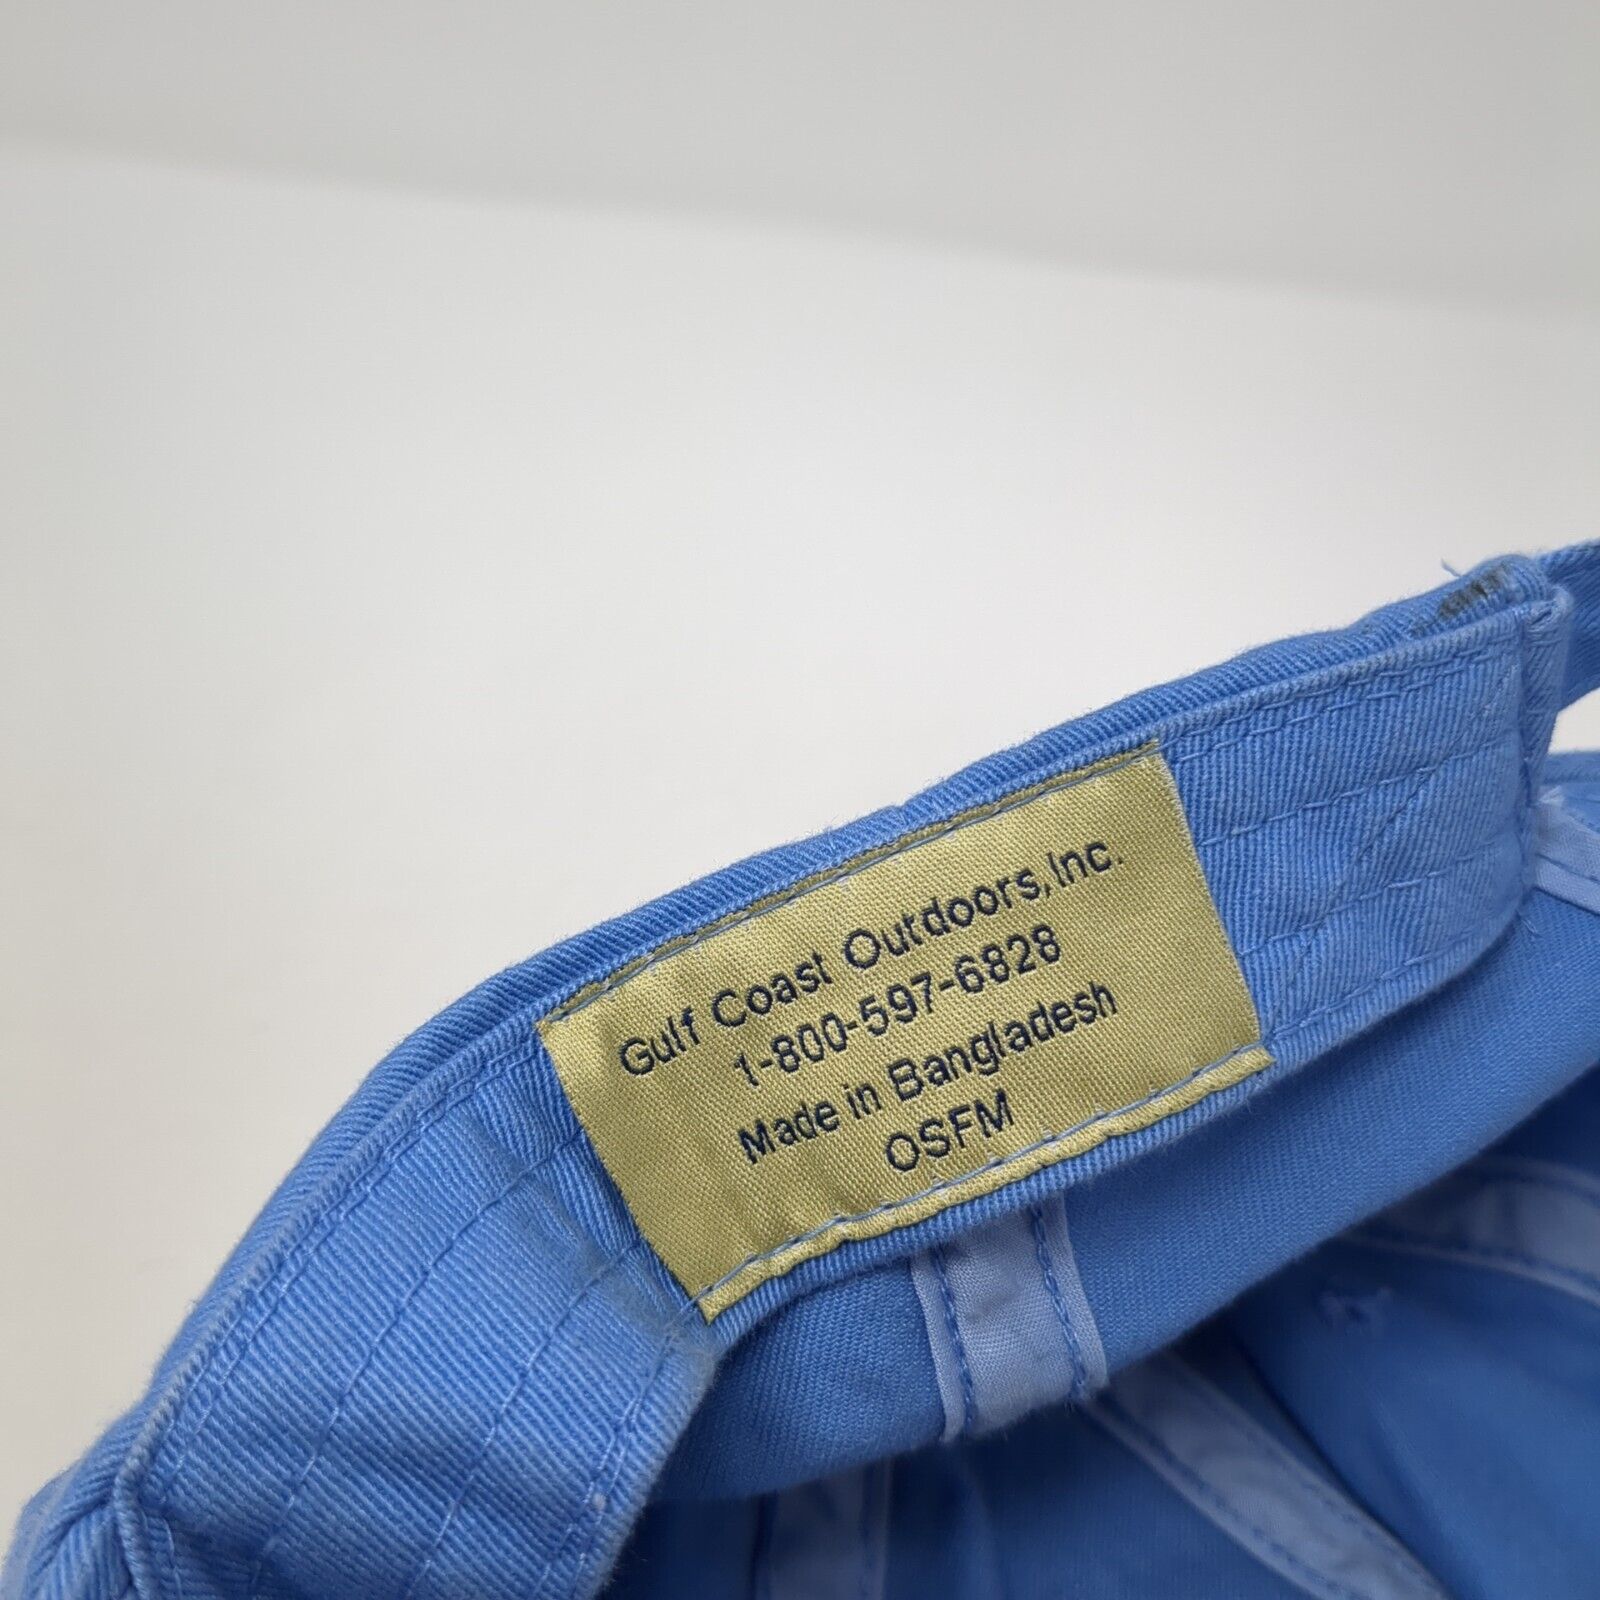 Gulf Coast Outdoors, Inc.
1-800-597-6828
Made in Bangladesh
OSFM